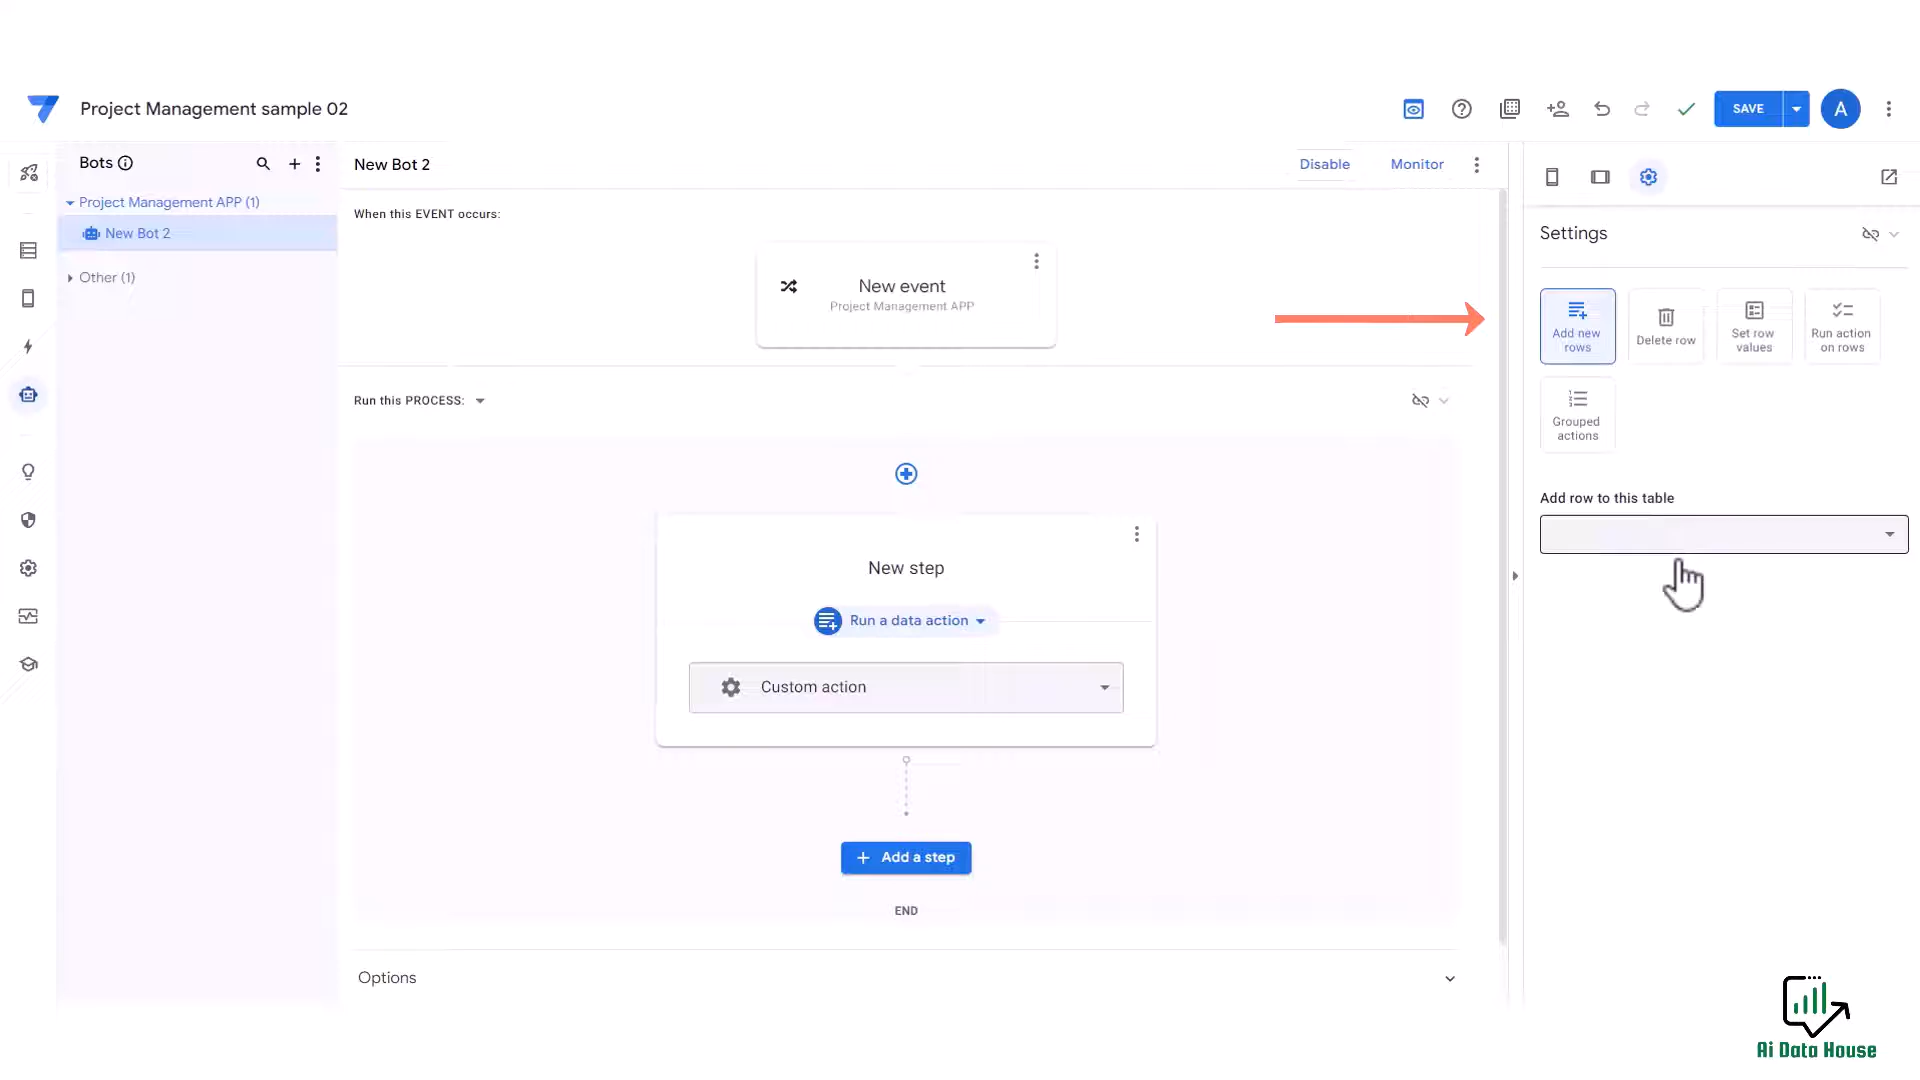 Project Management sample 02
SAVE
A
Bots
Project Management APP (1)
New Bot 2
Other (1)
New Bot 2
Disable
Monitor
When this EVENT occurs:
New event
Project Management APP
Run this PROCESS:
New step
Run a data action
Custom action
Add a step
END
Options
Settings
Add new
rows
Delete row
Set row
values
Run action
on rows
Grouped
actions
Add row to this table
Ai Data House